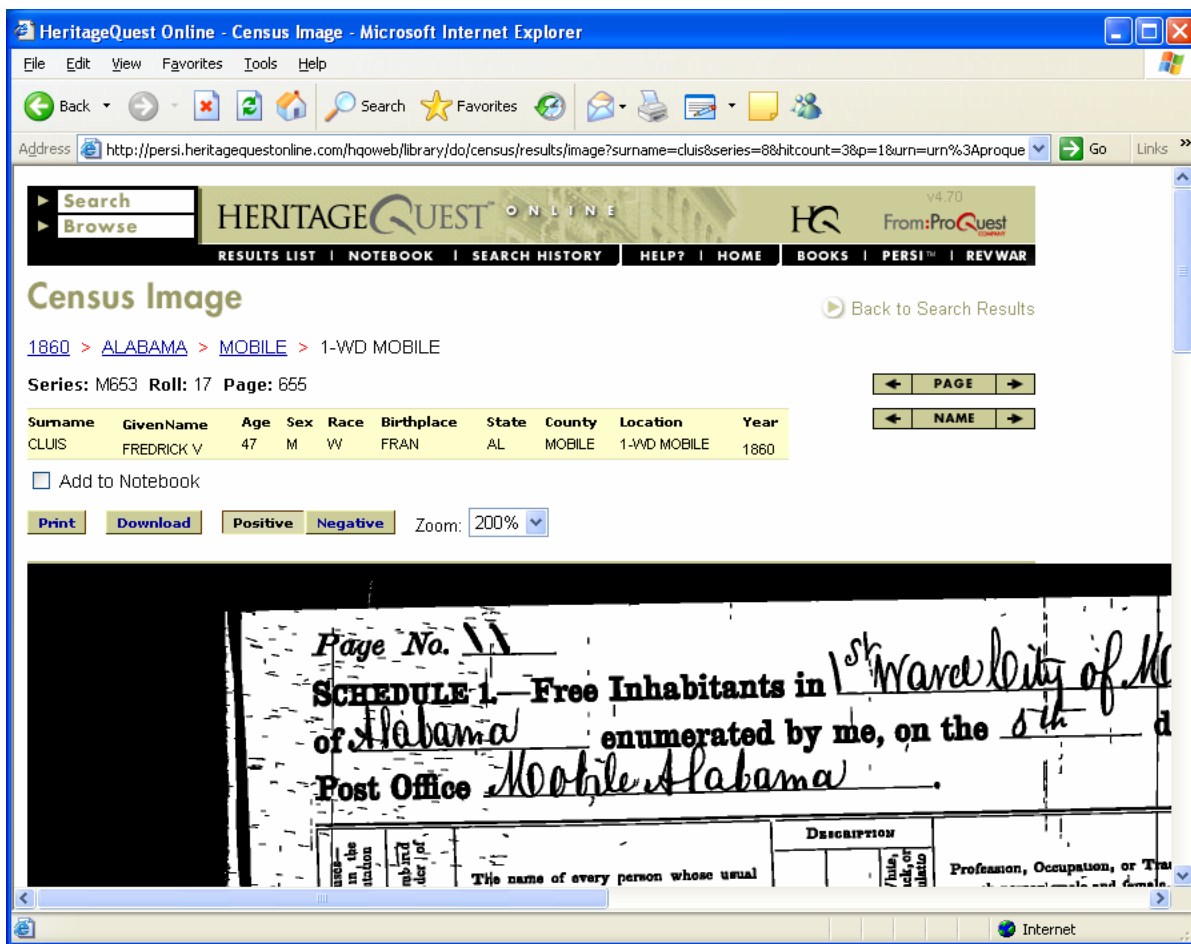 HeritageQuest Online - Census Image - Microsoft Internet Explorer
File Edit View Favorites Tools Help
Back Search Favorites
Address http://persi.heritagequestonline.com/hqoweb/library/do/census/results/image?surname=cluis&series=8&hitcount=3&p=1&urn=urn%3Aproque Go Links »
Search
Browse
HERITAGEQUEST™ ONLINE HQ v4.70 From:ProQuest COMPANY
RESULTS LIST | NOTEBOOK | SEARCH HISTORY HELP? | HOME BOOKS | PERSI™ | REVWAR
Census Image
Back to Search Results
1860 > ALABAMA > MOBILE > 1-WD MOBILE
Series: M653 Roll: 17 Page: 655
PAGE
NAME
Surname GivenName Age Sex Race Birthplace State County Location Year
CLUIS FREDRICK V 47 M W FRAN AL MOBILE 1-WD MOBILE 1860
Add to Notebook
Print Download Positive Negative Zoom: 200%
Page No. 11
SCHEDULE 1.—Free Inhabitants in 1st Ward City of Mo
of Alabama enumerated by me, on the 5th d
Post Office Mobile Alabama.
DESCRIPTION
The name of every person whose usual
Profession, Occupation, or Tra
Internet